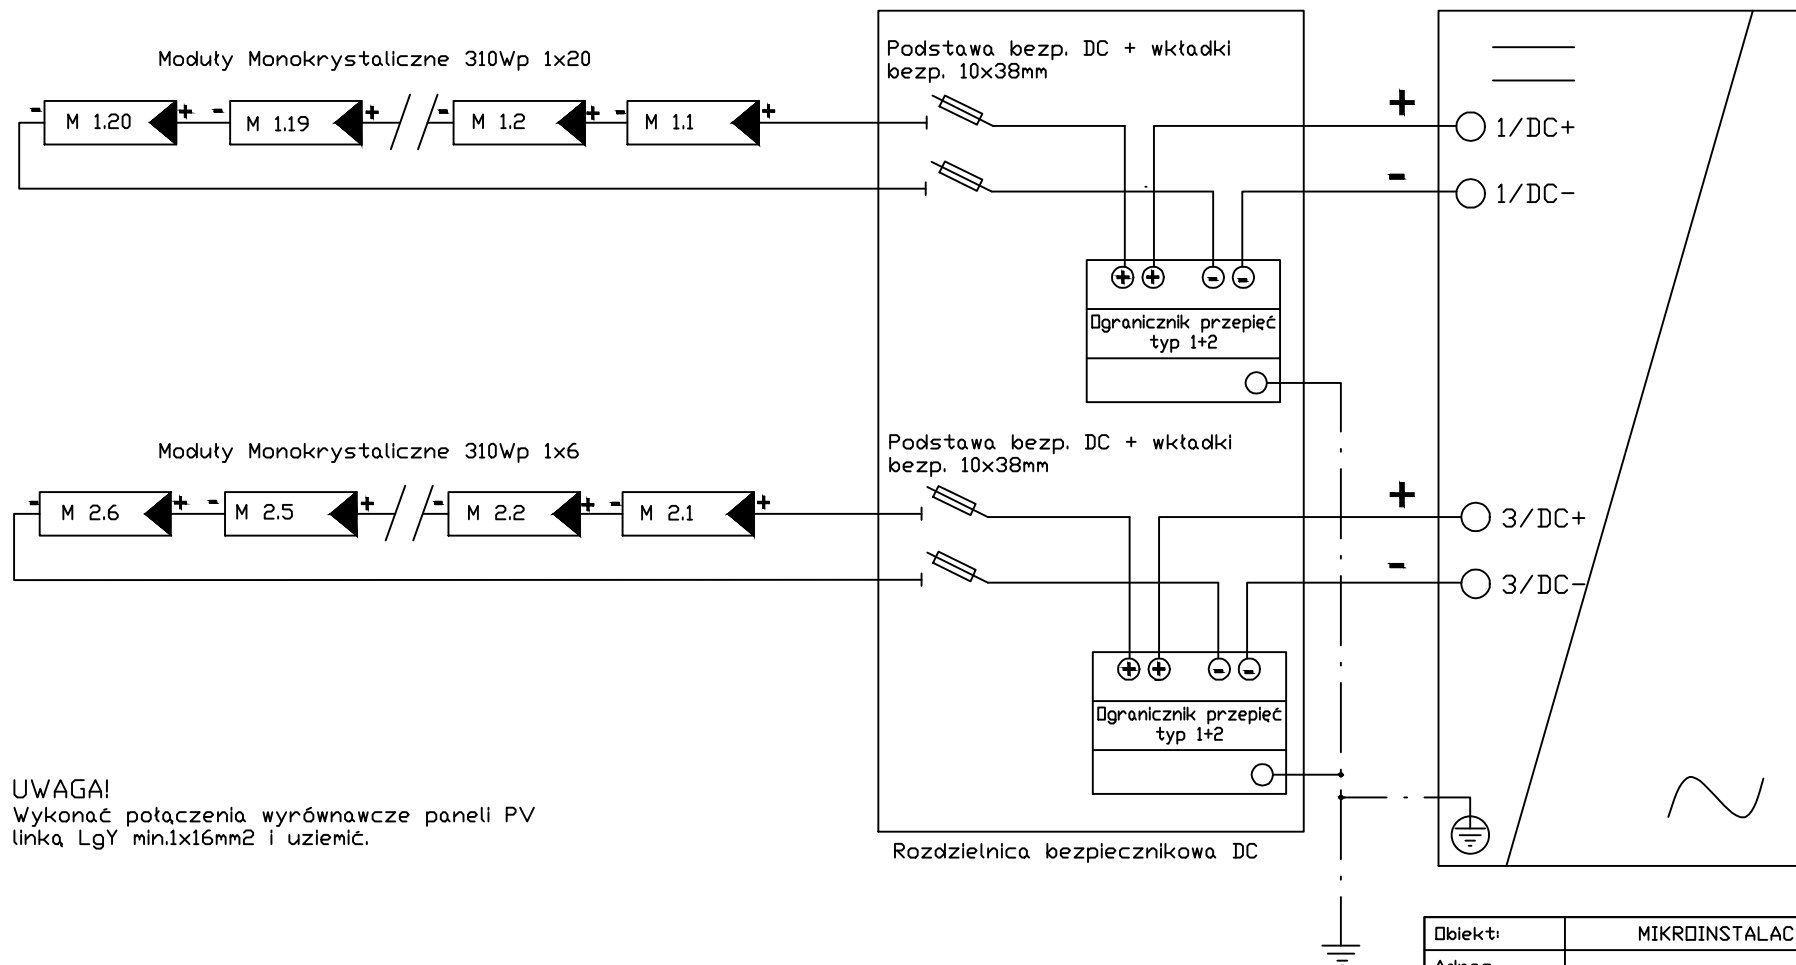 Moduły Monokrystaliczne 310Wp 1x20
- M 1.20 + - M 1.19 + - M 1.2 + - M 1.1 +
Podstawa bezp. DC + wkładki
bezp. 10x38mm
+
1/DC+
-
1/DC-
+ + - -
Ogranicznik przepięć
typ 1+2
Moduły Monokrystaliczne 310Wp 1x6
- M 2.6 + - M 2.5 + - M 2.2 + - M 2.1 +
Podstawa bezp. DC + wkładki
bezp. 10x38mm
+
3/DC+
-
3/DC-
+ + - -
Ogranicznik przepięć
typ 1+2
UWAGA!
Wykonać połączenia wyrównawcze paneli PV
linką LgY min.1x16mm2 i uziemić.
Rozdzielnica bezpiecznikowa DC
Obiekt: MIKROINSTALAC